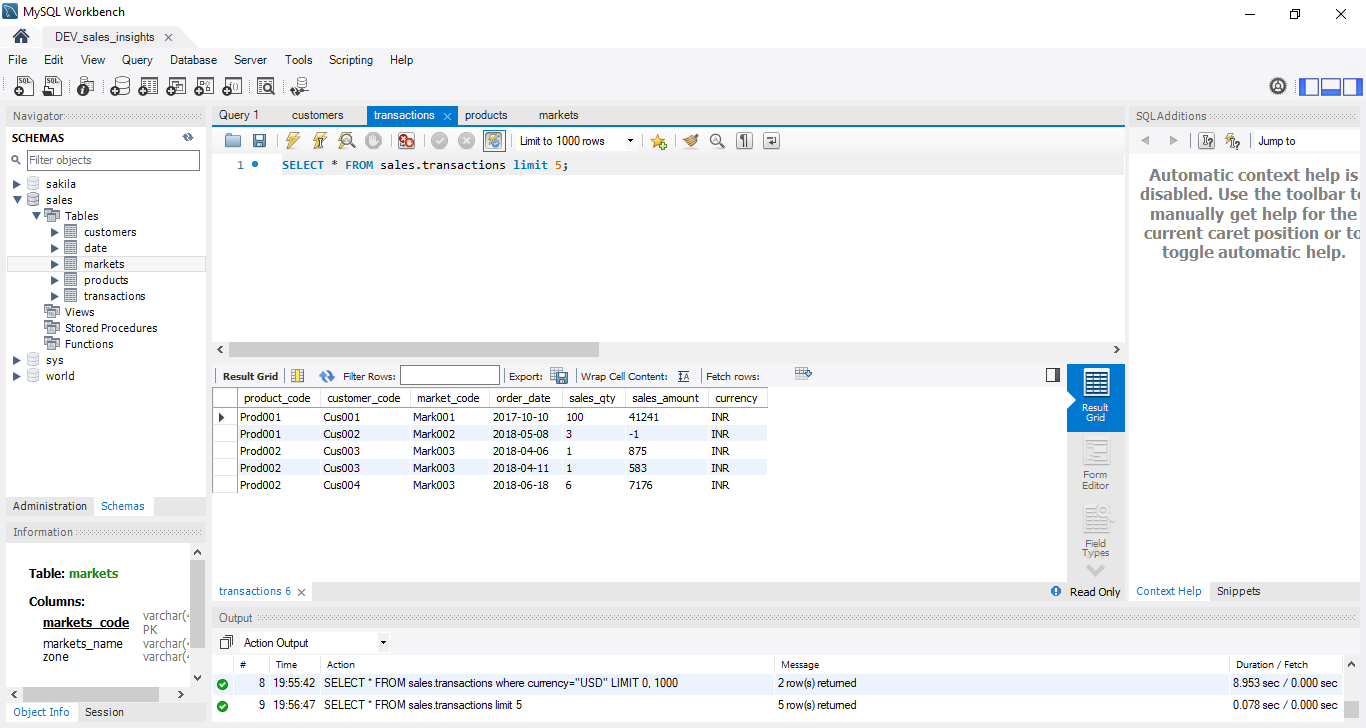 MySQL Workbench
DEV_sales_insights
File Edit View Query Database Server Tools Scripting Help
Navigator
SCHEMAS
Filter objects
sakila
sales
Tables
customers
date
markets
products
transactions
Views
Stored Procedures
Functions
sys
world
Administration Schemas
Information
Table: markets
Columns:
markets_code varchar(4
PK
markets_name varchar(4
zone varchar(4
Object Info Session
Query 1 customers transactions products markets
Limit to 1000 rows
1 SELECT * FROM sales.transactions limit 5;
Result Grid Filter Rows: Export: Wrap Cell Content: Fetch rows:
product_code customer_code market_code order_date sales_qty sales_amount currency
Prod001 Cus001 Mark001 2017-10-10 100 41241 INR
Prod001 Cus002 Mark002 2018-05-08 3 -1 INR
Prod002 Cus003 Mark003 2018-04-06 1 875 INR
Prod002 Cus003 Mark003 2018-04-11 1 583 INR
Prod002 Cus004 Mark003 2018-06-18 6 7176 INR
Result
Grid
Form
Editor
Field
Types
transactions 6
Read Only
SQLAdditions
Jump to
Automatic context help is
disabled. Use the toolbar to
manually get help for the
current caret position or to
toggle automatic help.
Context Help Snippets
Output
Action Output
# Time Action Message Duration / Fetch
8 19:55:42 SELECT * FROM sales.transactions where currency="USD" LIMIT 0, 1000 2 row(s) returned 8.953 sec / 0.000 sec
9 19:56:47 SELECT * FROM sales.transactions limit 5 5 row(s) returned 0.078 sec / 0.000 sec